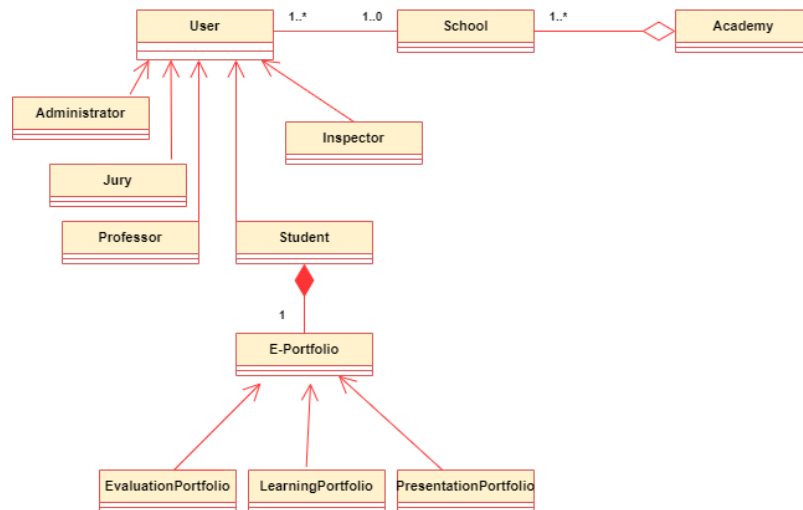 User
1..*
1..0
School
1..*
Academy
Administrator
Inspector
Jury
Professor
Student
1
E-Portfolio
EvaluationPortfolio
LearningPortfolio
PresentationPortfolio